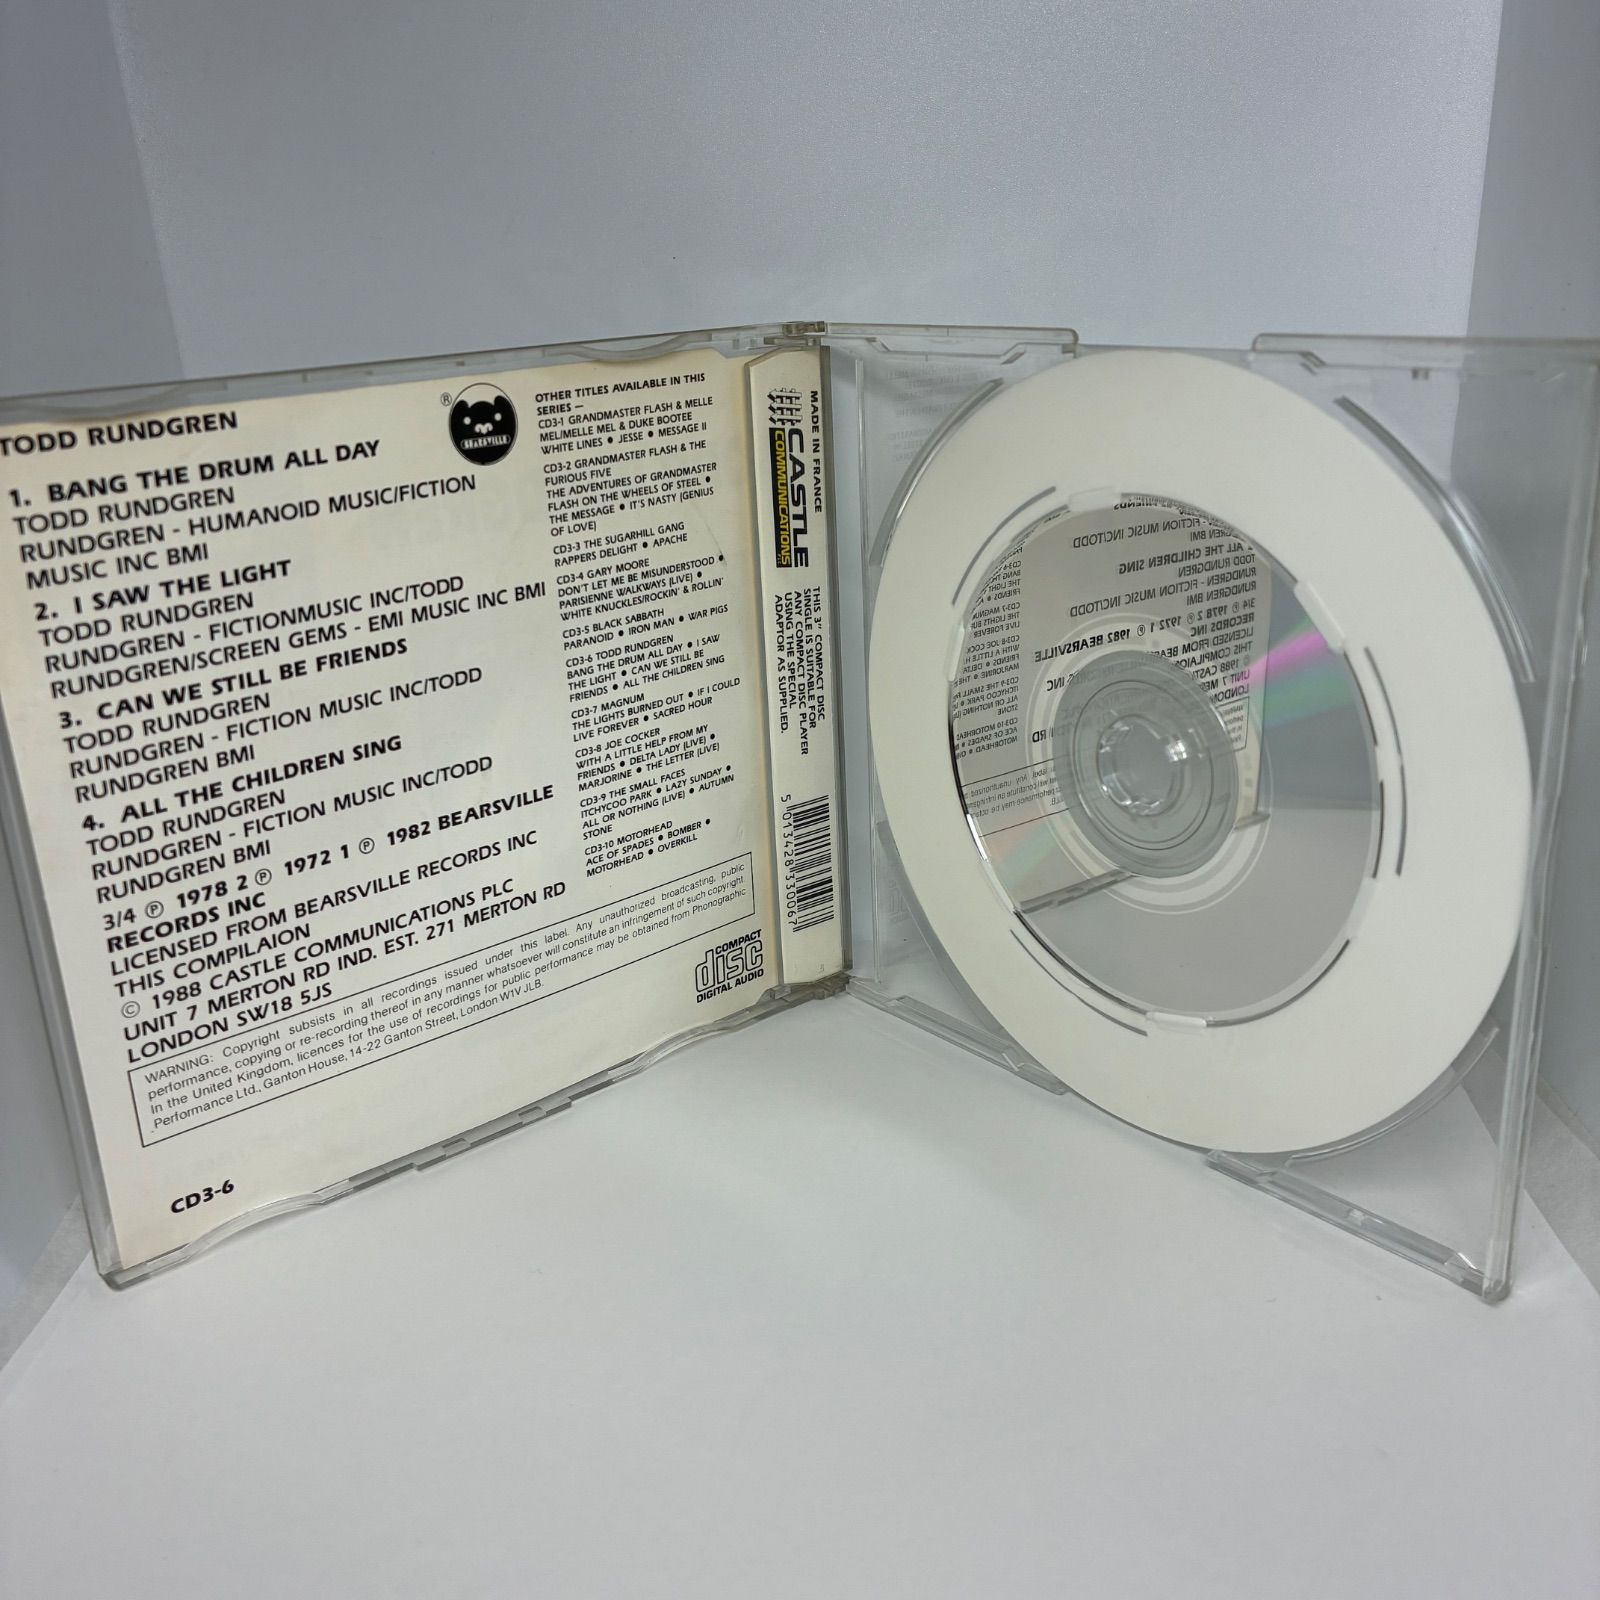 TODD RUNDGREN
1. BANG THE DRUM ALL DAY
TODD RUNDGREN
RUNDGREN - HUMANOID MUSIC/FICTION
MUSIC INC BMI
2. I SAW THE LIGHT
TODD RUNDGREN
RUNDGREN - FICTIONMUSIC INC/TODD
RUNDGREN/SCREEN GEMS - EMI MUSIC INC BMI
3. CAN WE STILL BE FRIENDS
TODD RUNDGREN
RUNDGREN - FICTION MUSIC INC/TODD
RUNDGREN BMI
4. ALL THE CHILDREN SING
TODD RUNDGREN
RUNDGREN - FICTION MUSIC INC/TODD
RUNDGREN BMI
3/4 ℗ 1978 2 ℗ 1972 1 ℗ 1982 BEARSVILLE
RECORDS INC
LICENSED FROM BEARSVILLE RECORDS INC
THIS COMPILAION
© 1988 CASTLE COMMUNICATIONS PLC
UNIT 7 MERTON RD IND. EST. 271 MERTON RD
LONDON SW18 5JS
WARNING: Copyright subsists in all recordings issued under this label. Any unauthorized broadcasting, public
performance, copying or re-recording thereof in any manner whatsoever will constitute an infringement of such copyright.
In the United Kingdom, licences for the use of recordings for public performance may be obtained from Phonographic
Performance Ltd., Ganton House, 14-22 Ganton Street, London W1V JLB.
CD3-6
®
BEARSVILLE
OTHER TITLES AVAILABLE IN THIS
SERIES –
CD3-1 GRANDMASTER FLASH & MELLE
MEL/MELLE MEL & DUKE BOOTEE
WHITE LINES • JESSE • MESSAGE II
CD3-2 GRANDMASTER FLASH & THE
FURIOUS FIVE
THE ADVENTURES OF GRANDMASTER
FLASH ON THE WHEELS OF STEEL •
THE MESSAGE • IT'S NASTY (GENIUS
OF LOVE)
CD3-3 THE SUGARHILL GANG
RAPPERS DELIGHT • APACHE
CD3-4 GARY MOORE
DON'T LET ME BE MISUNDERSTOOD •
PARISIENNE WALKWAYS (LIVE) •
WHITE KNUCKLES/ROCKIN' & ROLLIN'
CD3-5 BLACK SABBATH
PARANOID • IRON MAN • WAR PIGS
CD3-6 TODD RUNDGREN
BANG THE DRUM ALL DAY • I SAW
THE LIGHT • CAN WE STILL BE
FRIENDS • ALL THE CHILDREN SING
CD3-7 MAGNUM
THE LIGHTS BURNED OUT • IF I COULD
LIVE FOREVER • SACRED HOUR
CD3-8 JOE COCKER
WITH A LITTLE HELP FROM MY
FRIENDS • DELTA LADY (LIVE) •
MARJORINE • THE LETTER (LIVE)
CD3-9 THE SMALL FACES
ITCHYCOO PARK • LAZY SUNDAY •
ALL OR NOTHING (LIVE) • AUTUMN
STONE
CD3-10 MOTORHEAD
ACE OF SPADES • BOMBER •
MOTORHEAD • OVERKILL
COMPACT
disc
DIGITAL AUDIO
MADE IN FRANCE
CASTLE
COMMUNICATIONS
THIS 3" COMPACT DISC
SINGLE IS SUITABLE FOR
ANY COMPACT DISC PLAYER
USING THE SPECIAL
ADAPTOR AS SUPPLIED.
5 013428 330067